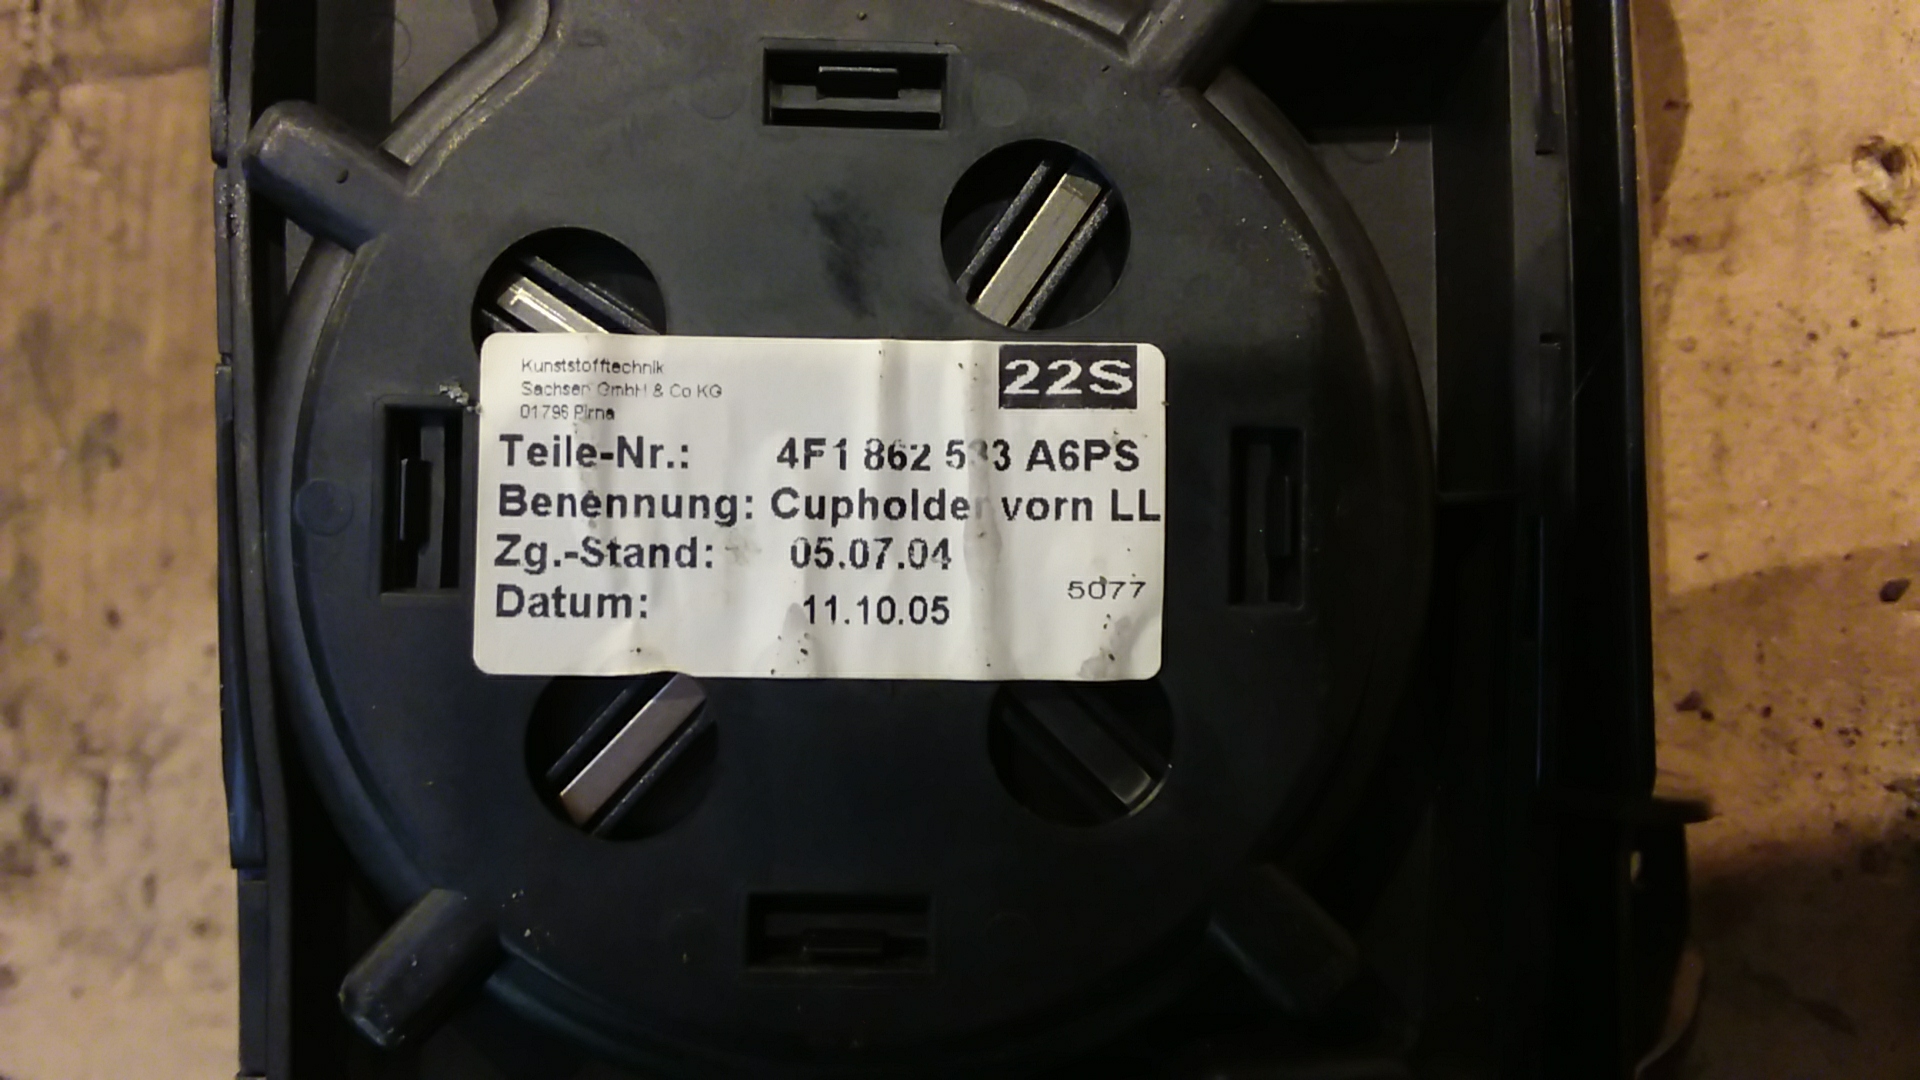 Kunststofftechnik
Sachsen GmbH & Co KG
01796 Pirna
22S
Teile-Nr.: 4F1 862 533 A6PS
Benennung: Cupholder vorn LL
Zg.-Stand: 05.07.04
Datum: 11.10.05
5077